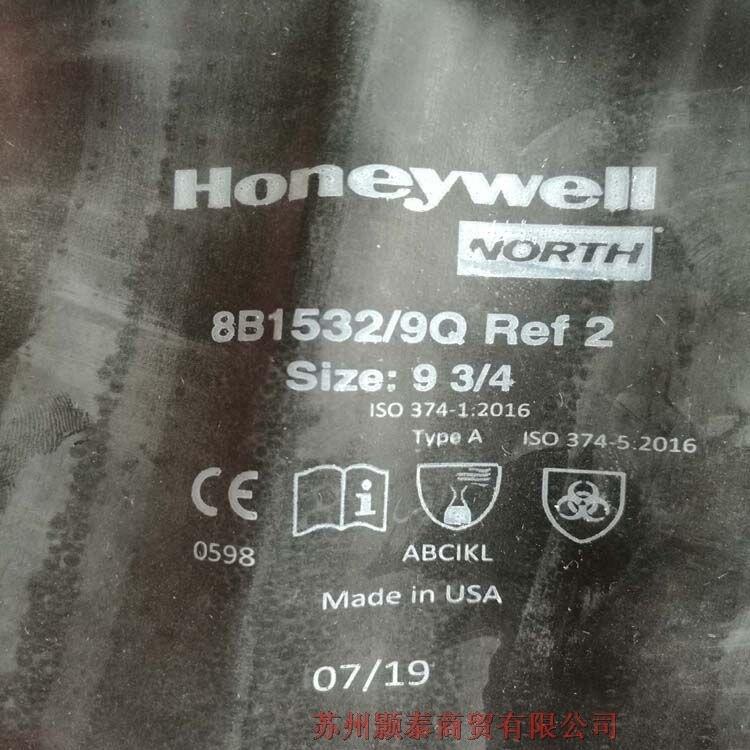 Honeywell
NORTH
8B1532/9Q Ref 2
Size: 9 3/4
ISO 374-1:2016
Type A
ISO 374-5:2016
CE
0598
i
ABCIKL
Made in USA
07/19
苏州颢泰商贸有限公司